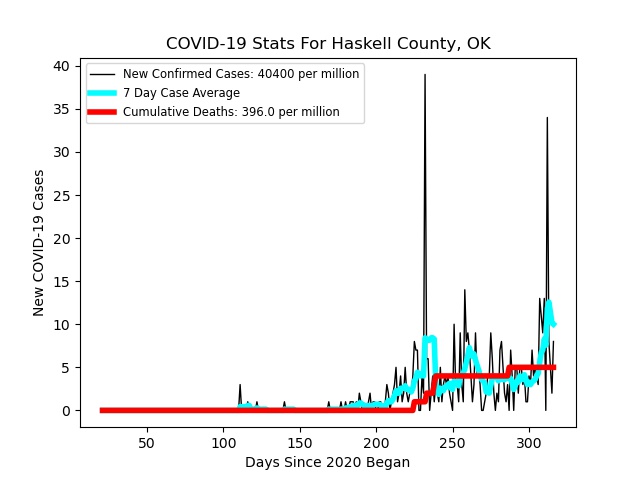 COVID-19 Stats For Haskell County, OK
New Confirmed Cases: 40400 per million
7 Day Case Average
Cumulative Deaths: 396.0 per million
New COVID-19 Cases
40
35
30
25
20
15
10
5
0
50 100 150 200 250 300
Days Since 2020 Began